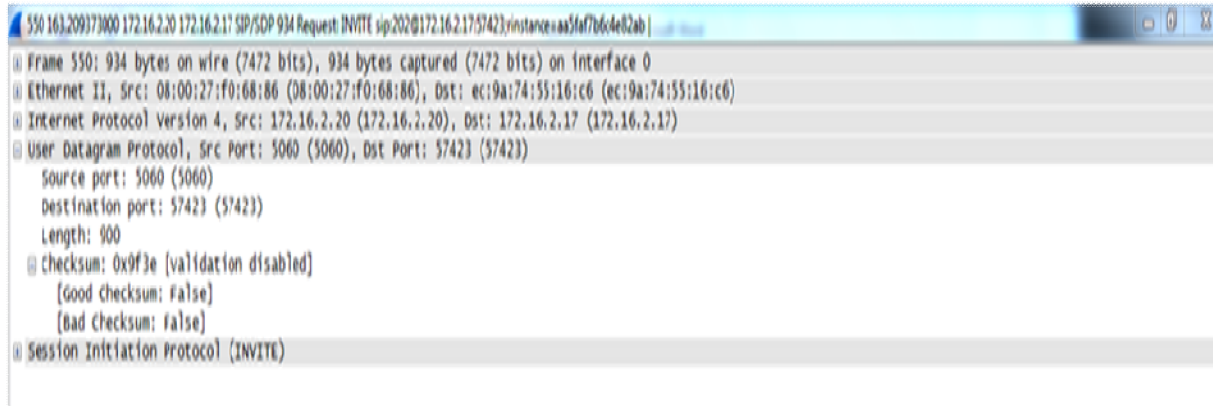 550 163.209373000 172.16.2.20 172.16.2.17 SIP/SDP 934 Request: INVITE sip:202@172.16.2.17:57423;rinstance=aa5faf7b6c4e82ab |
Frame 550: 934 bytes on wire (7472 bits), 934 bytes captured (7472 bits) on interface 0
Ethernet II, Src: 08:00:27:f0:68:86 (08:00:27:f0:68:86), Dst: ec:9a:74:55:16:c6 (ec:9a:74:55:16:c6)
Internet Protocol Version 4, Src: 172.16.2.20 (172.16.2.20), Dst: 172.16.2.17 (172.16.2.17)
User Datagram Protocol, Src Port: 5060 (5060), Dst Port: 57423 (57423)
Source port: 5060 (5060)
Destination port: 57423 (57423)
Length: 900
Checksum: 0x9f3e [validation disabled]
[Good Checksum: False]
[Bad Checksum: False]
Session Initiation Protocol (INVITE)